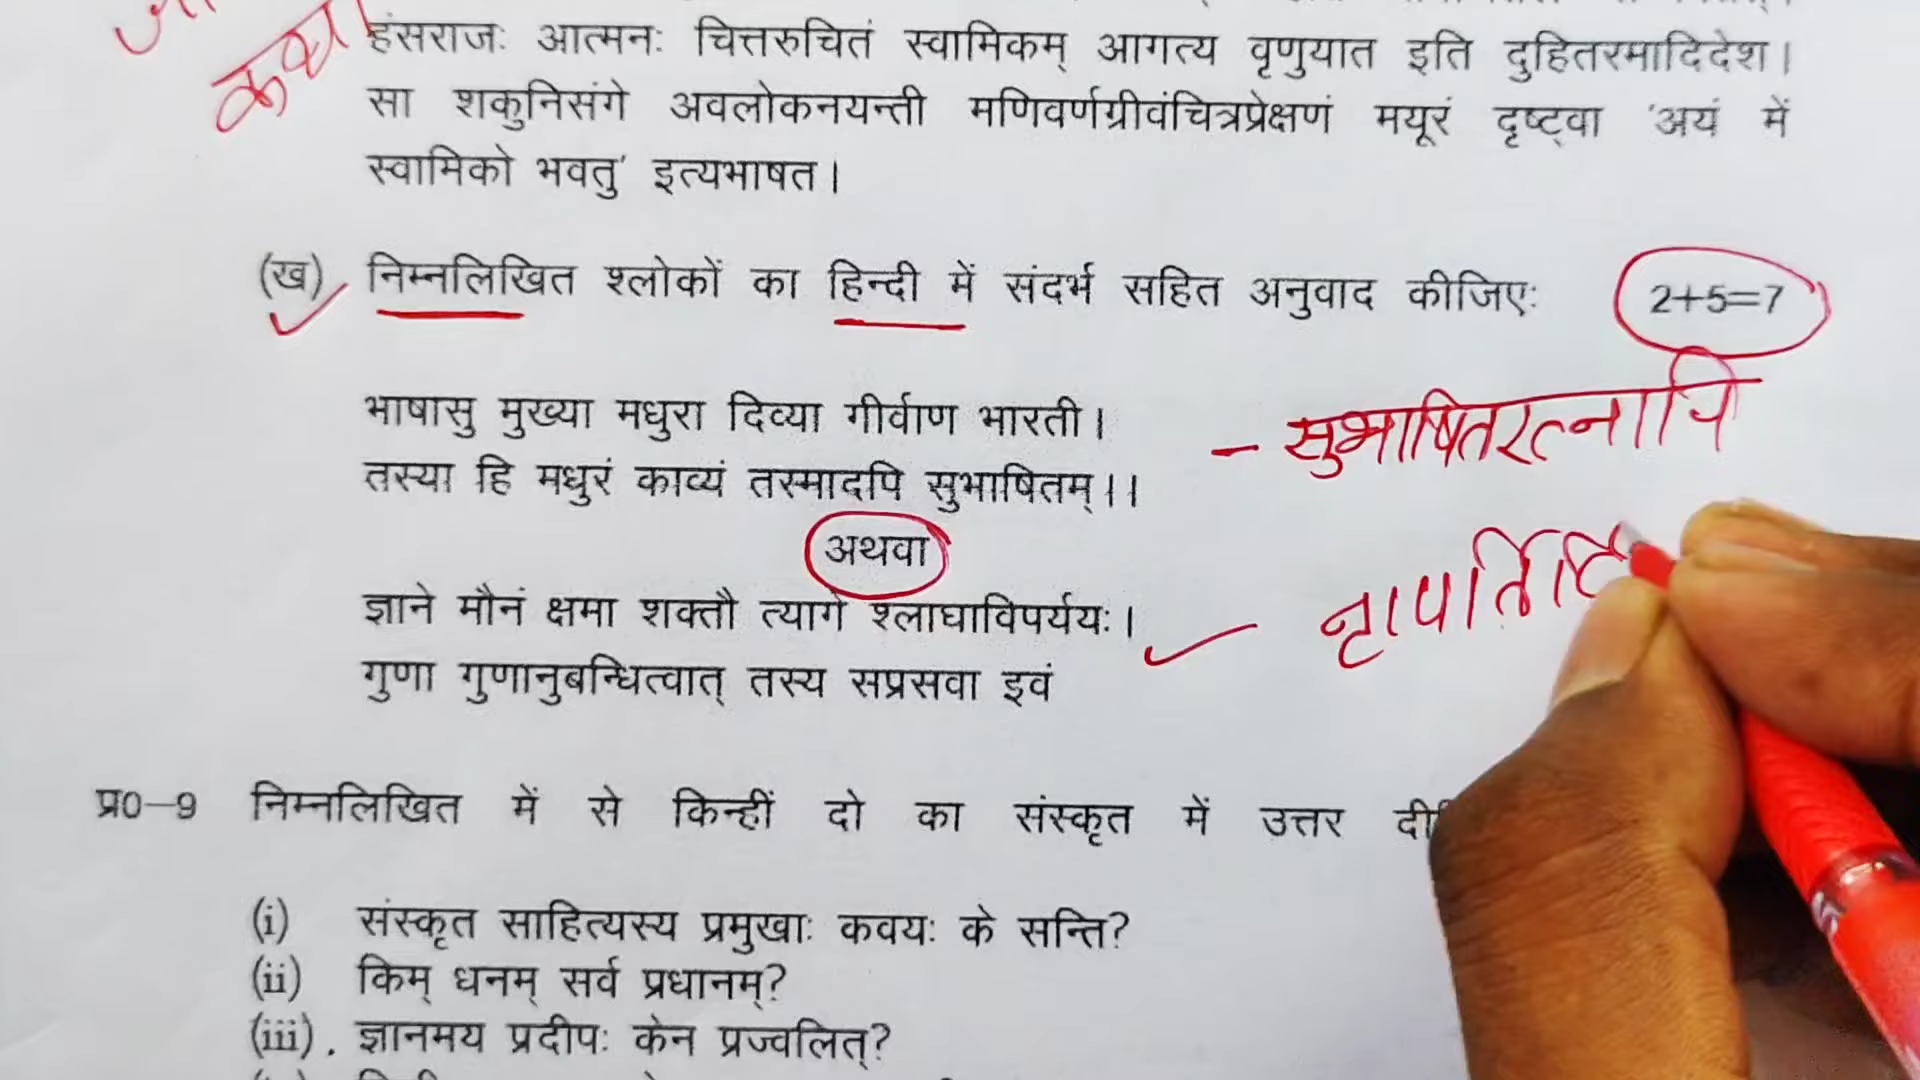 कथा
हंसराजः आत्मनः चित्तरुचितं स्वामिकम् आगत्य वृणुयात इति दुहितरमादिदेश।
सा शकुनिसंगे अवलोकनयन्ती मणिवर्णग्रीवंचित्रप्रेक्षणं मयूरं दृष्ट्वा 'अयं में
स्वामिको भवतु' इत्यभाषत।
(ख) निम्नलिखित श्लोकों का हिन्दी में संदर्भ सहित अनुवाद कीजिए: 2+5=7
भाषासु मुख्या मधुरा दिव्या गीर्वाण भारती।
तस्या हि मधुरं काव्यं तस्मादपि सुभाषितम्।।
- सुभाषितरत्नानि
अथवा
ज्ञाने मौनं क्षमा शक्तौ त्यागे श्लाघाविपर्ययः।
गुणा गुणानुबन्धित्वात् तस्य सप्रसवा इवं
नृपतिदि
प्र0-9 निम्नलिखित में से किन्हीं दो का संस्कृत में उत्तर
(i) संस्कृत साहित्यस्य प्रमुखाः कवयः के सन्ति?
(ii) किम् धनम् सर्व प्रधानम्?
(iii). ज्ञानमय प्रदीपः केन प्रज्वलित्?